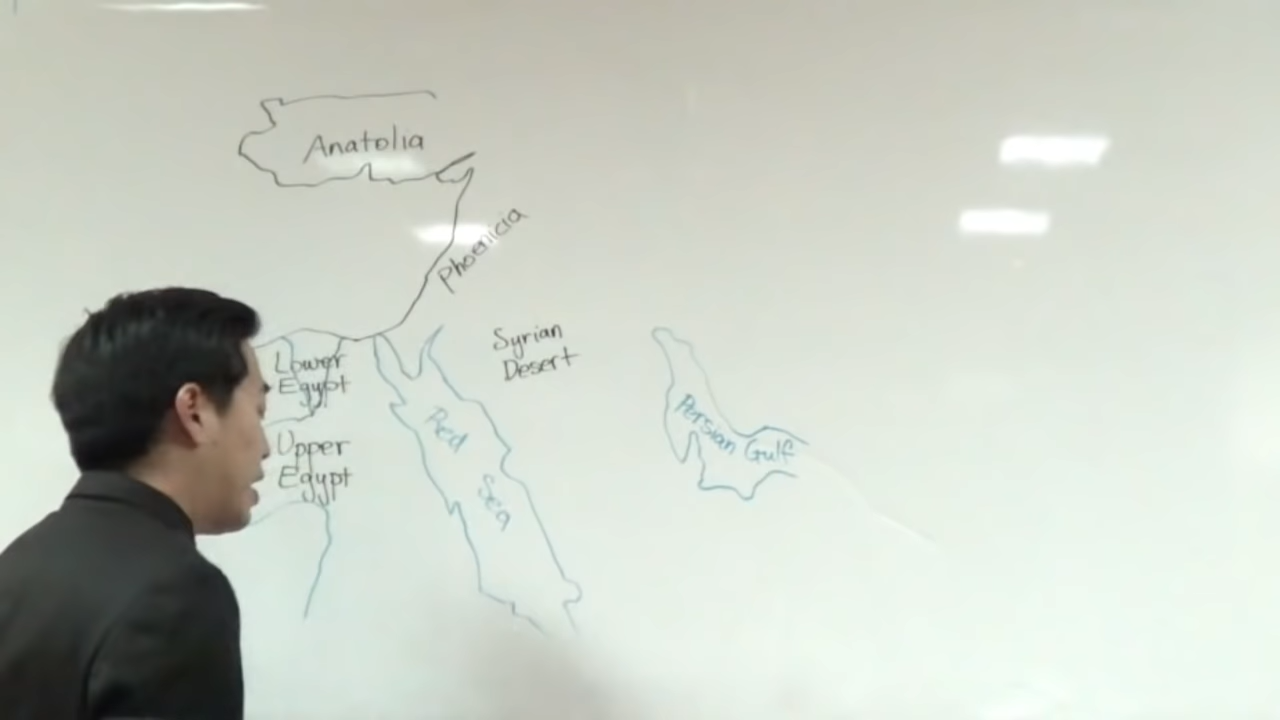 Anatolia
Phoenicia
Syrian
Desert
Lower
Egypt
Upper
Egypt
Red
Sea
Persian Gulf